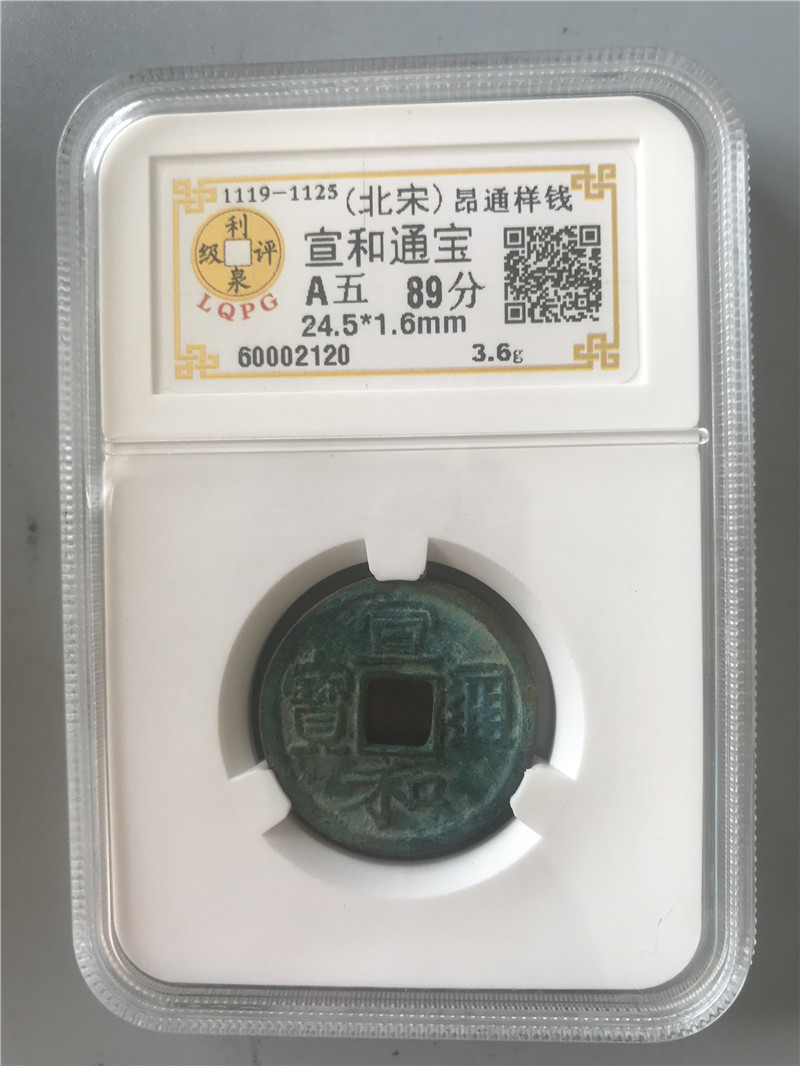 1119-1125(北宋)昂通样钱
利泉评级
LQPG
宣和通宝
A五 89分
24.5*1.6mm
60002120 3.6g
宣和通寶